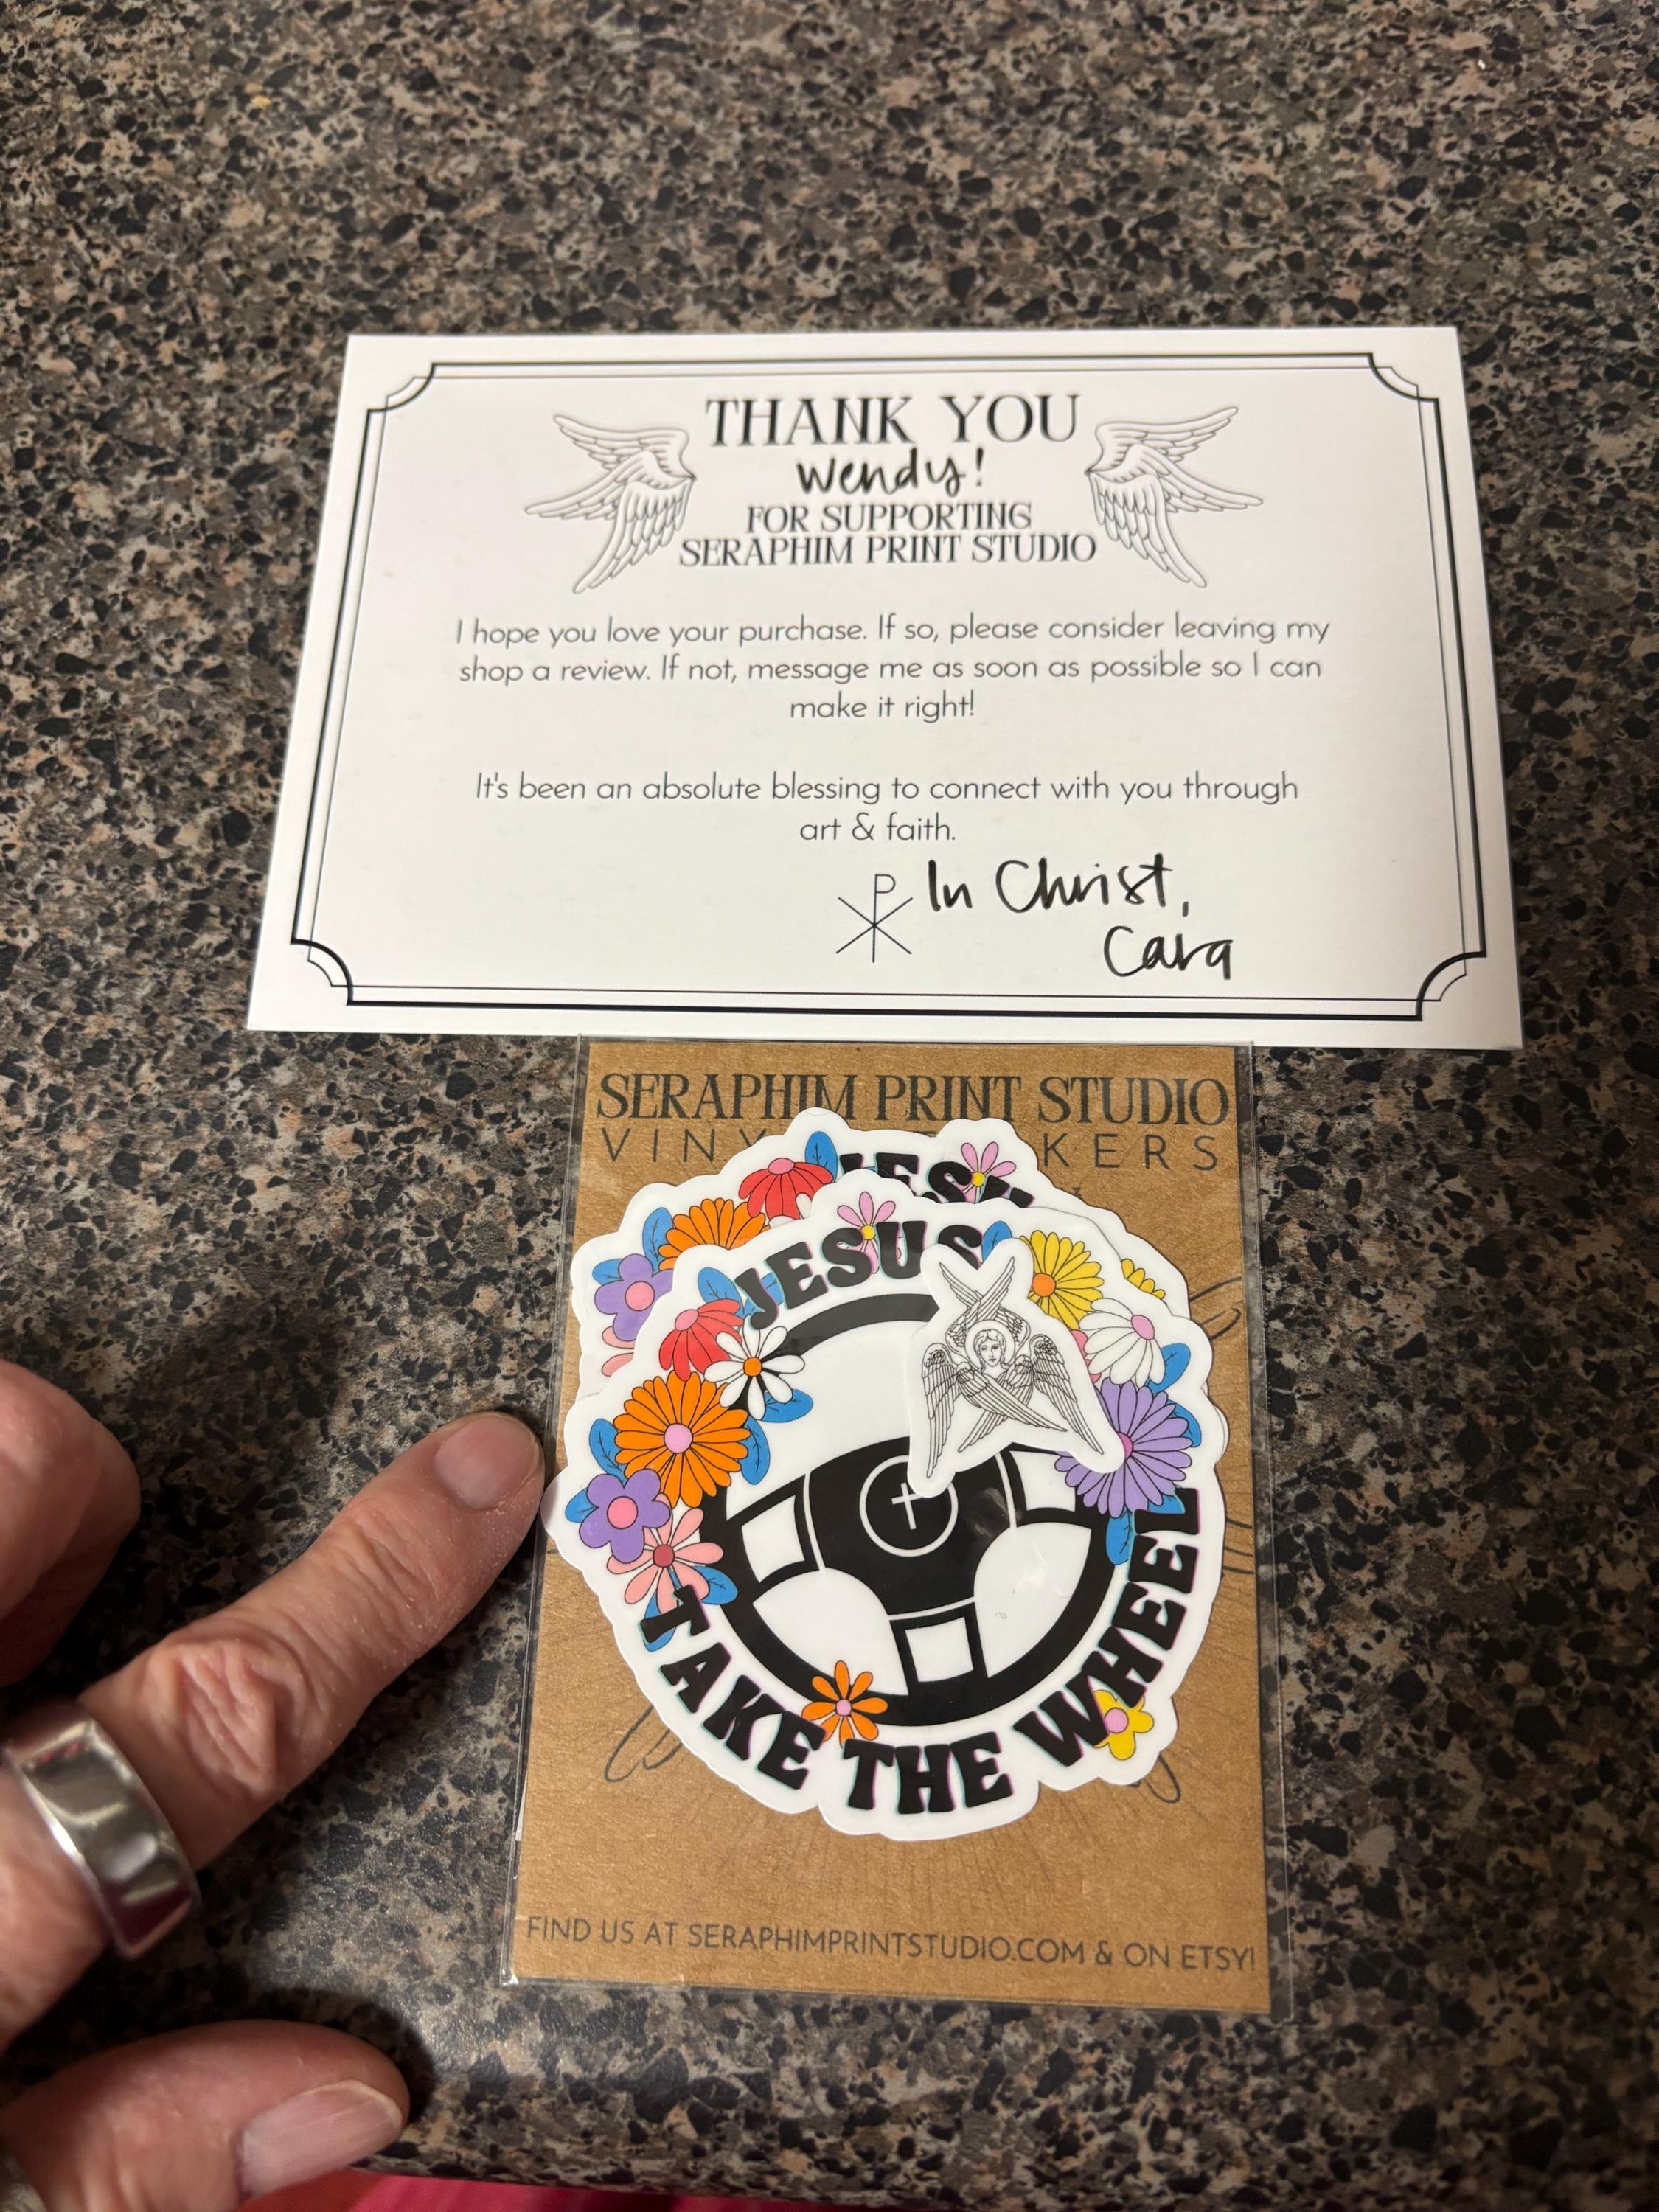 THANK YOU
Wendy!
FOR SUPPORTING
SERAPHIM PRINT STUDIO
I hope you love your purchase. If so, please consider leaving my
shop a review. If not, message me as soon as possible so I can
make it right!
It's been an absolute blessing to connect with you through
art & faith.
In Christ,
Cara
SERAPHIM PRINT STUDIO
JESUS
TAKE THE WHEEL
FIND US AT SERAPHIMPRINTSTUDIO.COM & ON ETSY!